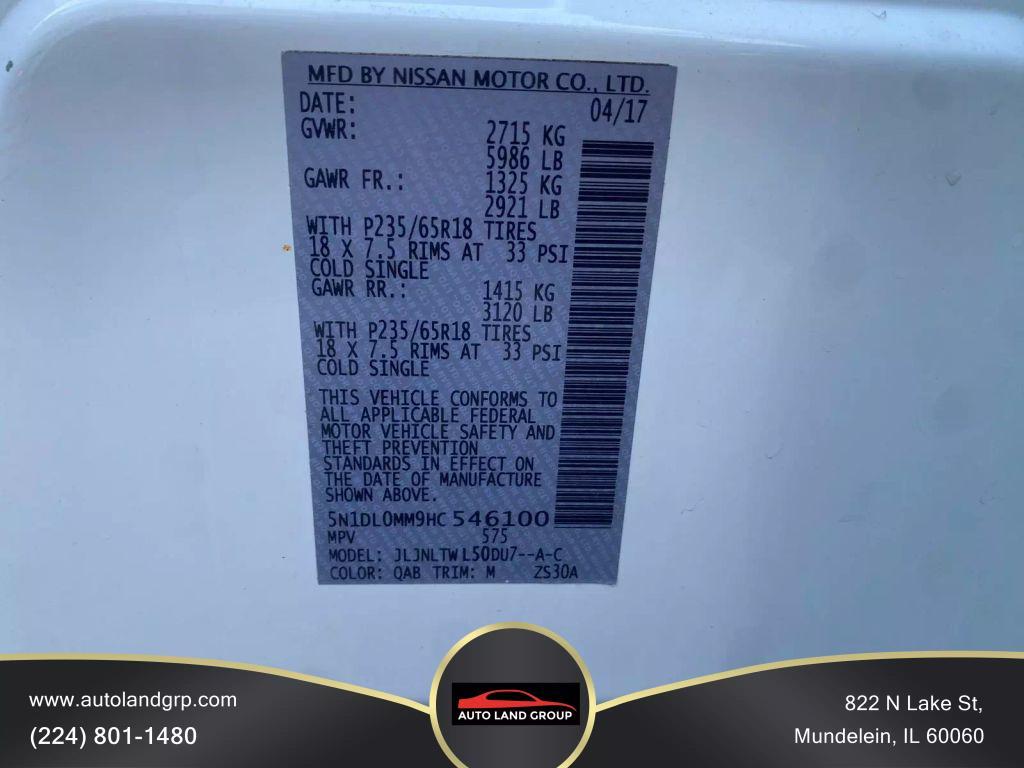 MFD BY NISSAN MOTOR CO., LTD.
DATE: 04/17
GVWR: 2715 KG
5986 LB
GAWR FR.: 1325 KG
2921 LB
WITH P235/65R18 TIRES
18 X 7.5 RIMS AT 33 PSI
COLD SINGLE
GAWR RR.: 1415 KG
3120 LB
WITH P235/65R18 TIRES
18 X 7.5 RIMS AT 33 PSI
COLD SINGLE
THIS VEHICLE CONFORMS TO
ALL APPLICABLE FEDERAL
MOTOR VEHICLE SAFETY AND
THEFT PREVENTION
STANDARDS IN EFFECT ON
THE DATE OF MANUFACTURE
SHOWN ABOVE.
5N1DL0MM9HC 546100
MPV 575
MODEL: JLJNLTW L50DU7--A-C
COLOR: QAB TRIM: M ZS30A
www.autolandgrp.com
(224) 801-1480
AUTO LAND GROUP
822 N Lake St,
Mundelein, IL 60060